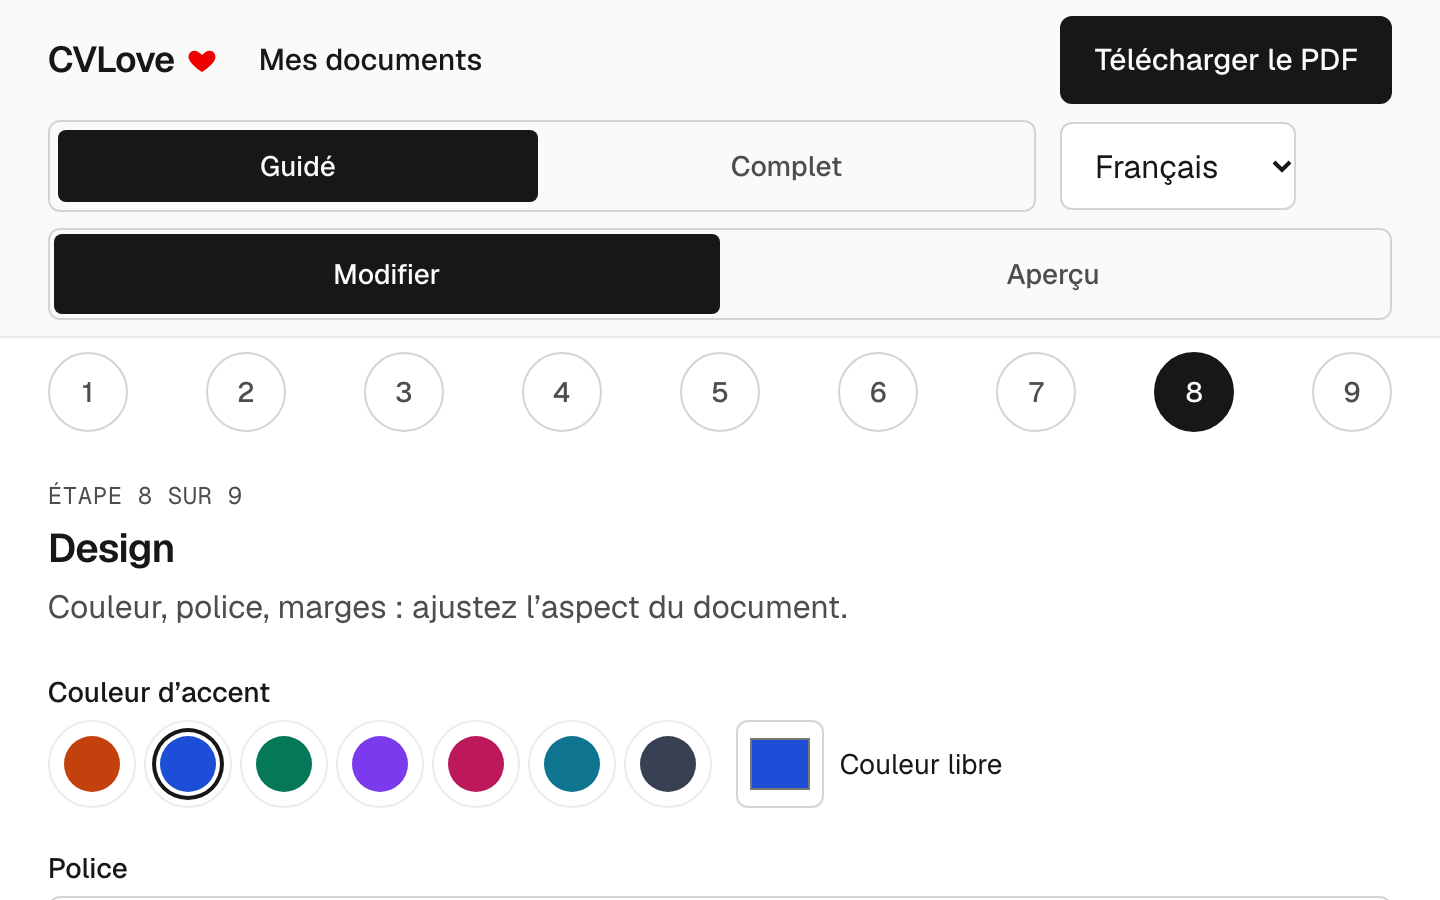 CVLove Mes documents Télécharger le PDF
Guidé Complet Français
Modifier Aperçu
1 2 3 4 5 6 7 8 9
ÉTAPE 8 SUR 9
Design
Couleur, police, marges : ajustez l’aspect du document.
Couleur d’accent
Couleur libre
Police